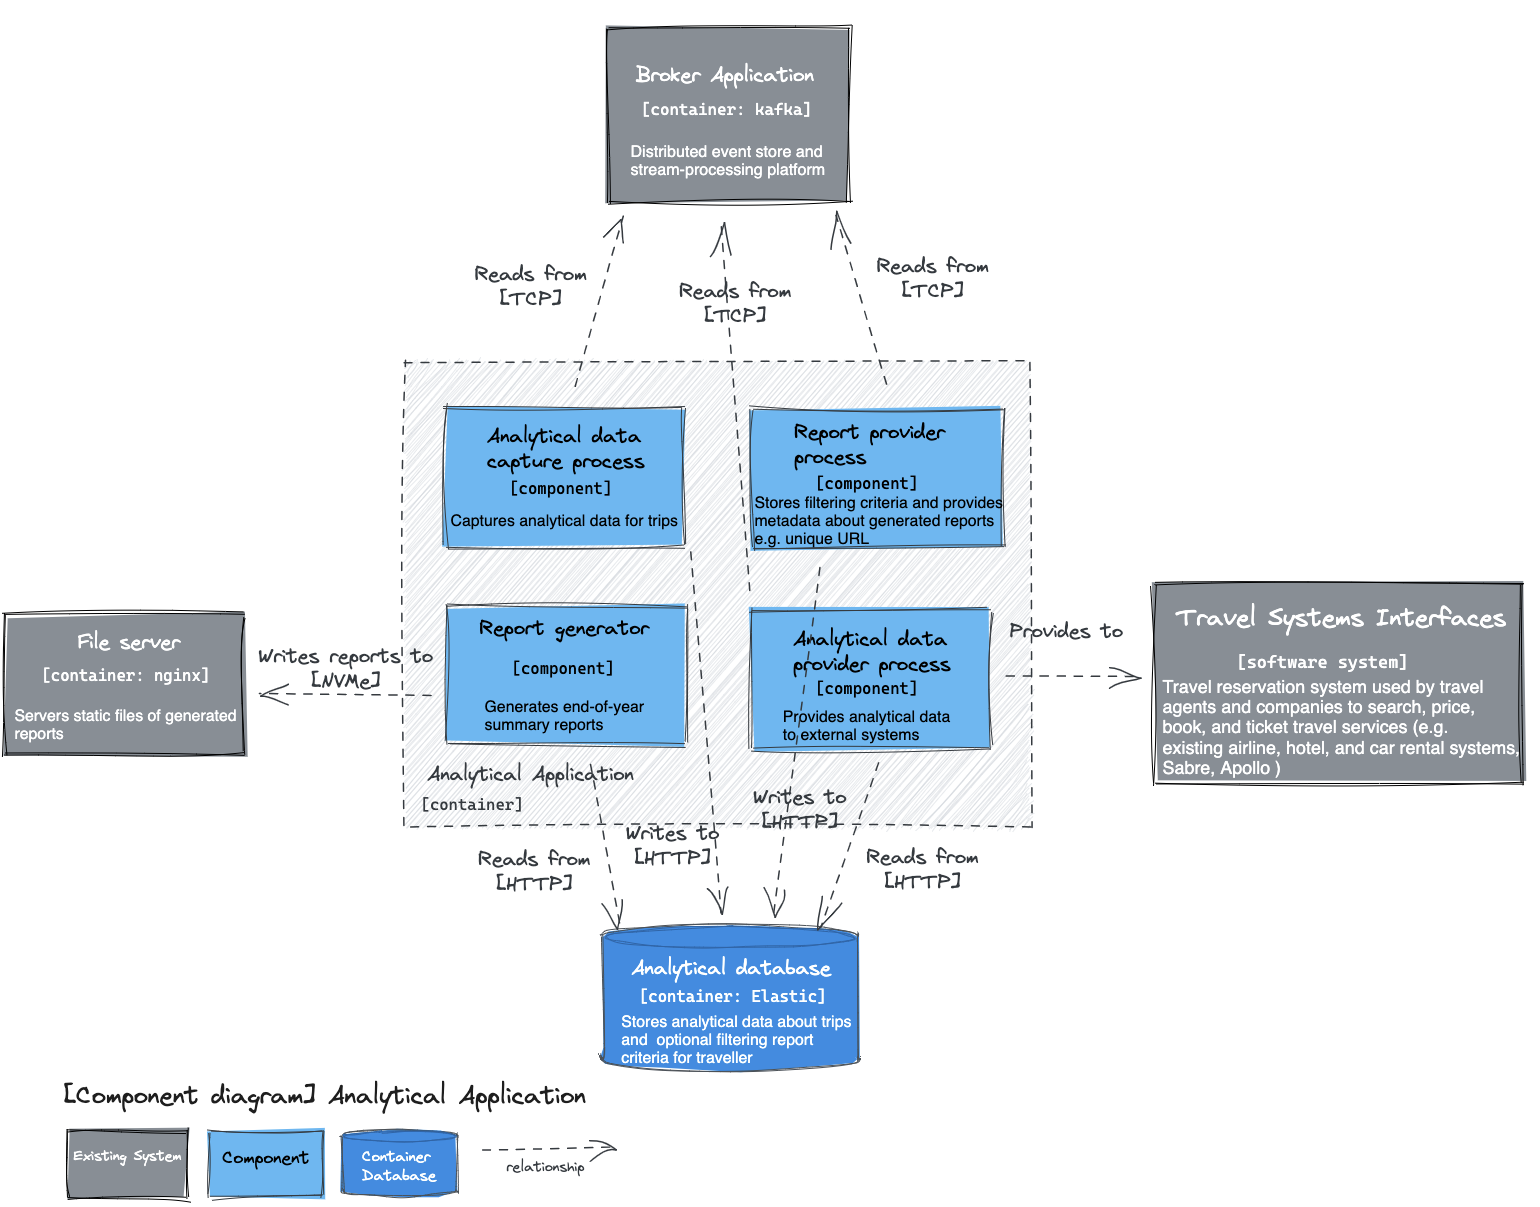 Broker Application
[container: kafka]
Distributed event store and
stream-processing platform
Reads from
[TCP]
Reads from
[TCP]
Reads from
[TCP]
Analytical data
capture process
[component]
Captures analytical data for trips
Report provider
process
[component]
Stores filtering criteria and provides
metadata about generated reports
e.g. unique URL
File server
[container: nginx]
Servers static files of generated
reports
Writes reports to
[NVMe]
Report generator
[component]
Generates end-of-year
summary reports
Analytical data
provider process
[component]
Provides analytical data
to external systems
Provides to
Travel Systems Interfaces
[software system]
Travel reservation system used by travel
agents and companies to search, price,
book, and ticket travel services (e.g.
existing airline, hotel, and car rental systems,
Sabre, Apollo )
Analytical Application
[container]
Reads from
[HTTP]
Writes to
[HTTP]
Writes to
[HTTP]
Reads from
[HTTP]
Analytical database
[container: Elastic]
Stores analytical data about trips
and optional filtering report
criteria for traveller
[Component diagram] Analytical Application
Existing System
Component
Container
Database
relationship